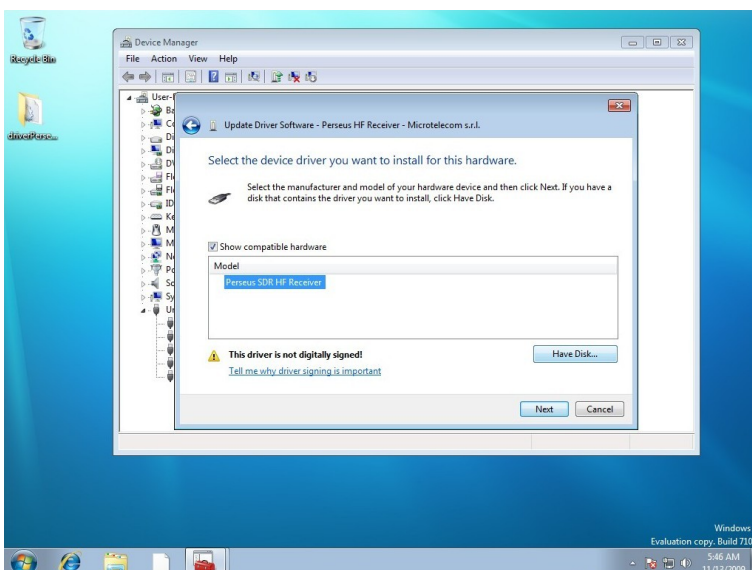 Recycle Bin
Device Manager
File Action View Help
User-
Update Driver Software - Perseus HF Receiver - Microtelecom s.r.l.
driverPerse...
Select the device driver you want to install for this hardware.
Select the manufacturer and model of your hardware device and then click Next. If you have a
disk that contains the driver you want to install, click Have Disk.
Show compatible hardware
Model
Perseus SDR HF Receiver
This driver is not digitally signed!
Have Disk...
Tell me why driver signing is important
Next Cancel
Windows
Evaluation copy. Build 710
5:46 AM
11/13/2009